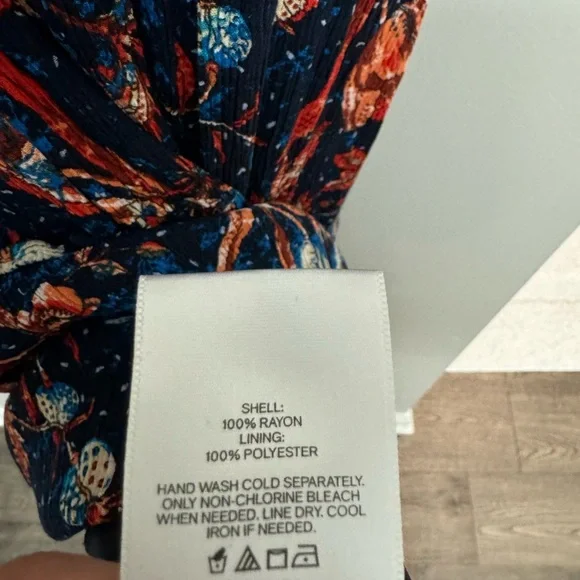 SHELL:
100% RAYON
LINING:
100% POLYESTER
HAND WASH COLD SEPARATELY.
ONLY NON-CHLORINE BLEACH
WHEN NEEDED. LINE DRY. COOL
IRON IF NEEDED.